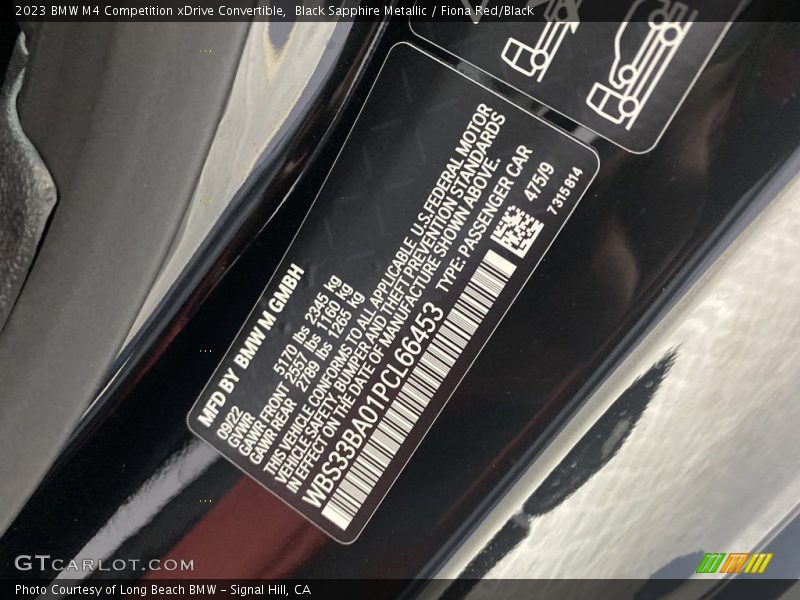 2023 BMW M4 Competition xDrive Convertible,  Black Sapphire Metallic / Fiona Red/Black
MFD BY BMW M GMBH
09/22
GVWR 5170 lbs 2345 kg
GAWR FRONT 2557 lbs 1160 kg
GAWR REAR 2789 lbs 1265 kg
THIS VEHICLE CONFORMS TO ALL APPLICABLE U.S. FEDERAL MOTOR
VEHICLE SAFETY, BUMPER AND THEFT PREVENTION STANDARDS
IN EFFECT ON THE DATE OF MANUFACTURE SHOWN ABOVE.
WBS33BA01PCL66453 TYPE: PASSENGER CAR
475/9
7315814
GTCARLOT.COM
Photo Courtesy of Long Beach BMW - Signal Hill, CA